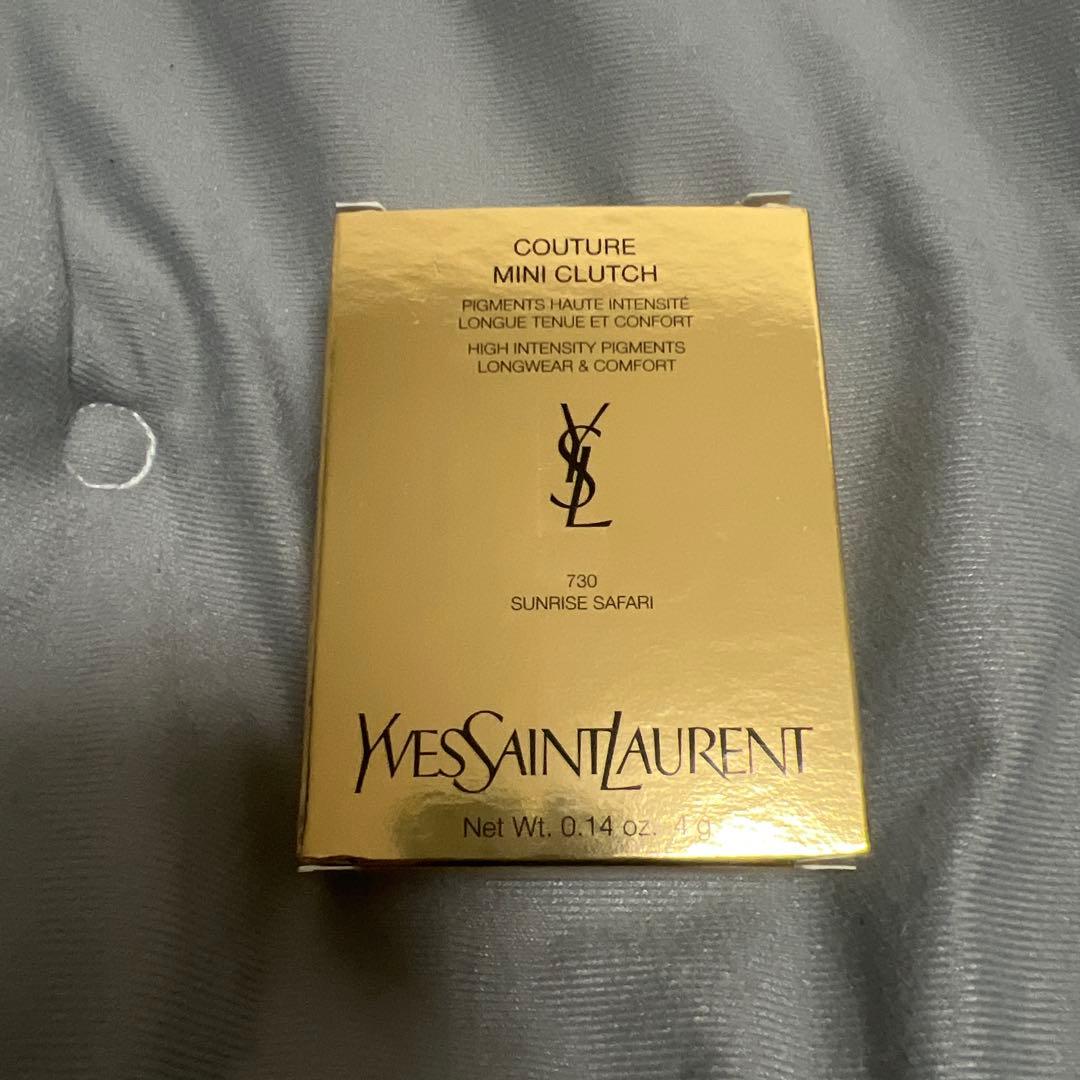 COUTURE
MINI CLUTCH
PIGMENTS HAUTE INTENSITÉ
LONGUE TENUE ET CONFORT
HIGH INTENSITY PIGMENTS
LONGWEAR & COMFORT
YSL
730
SUNRISE SAFARI
YVESSAINTLAURENT
Net Wt. 0.14 oz. 4 g